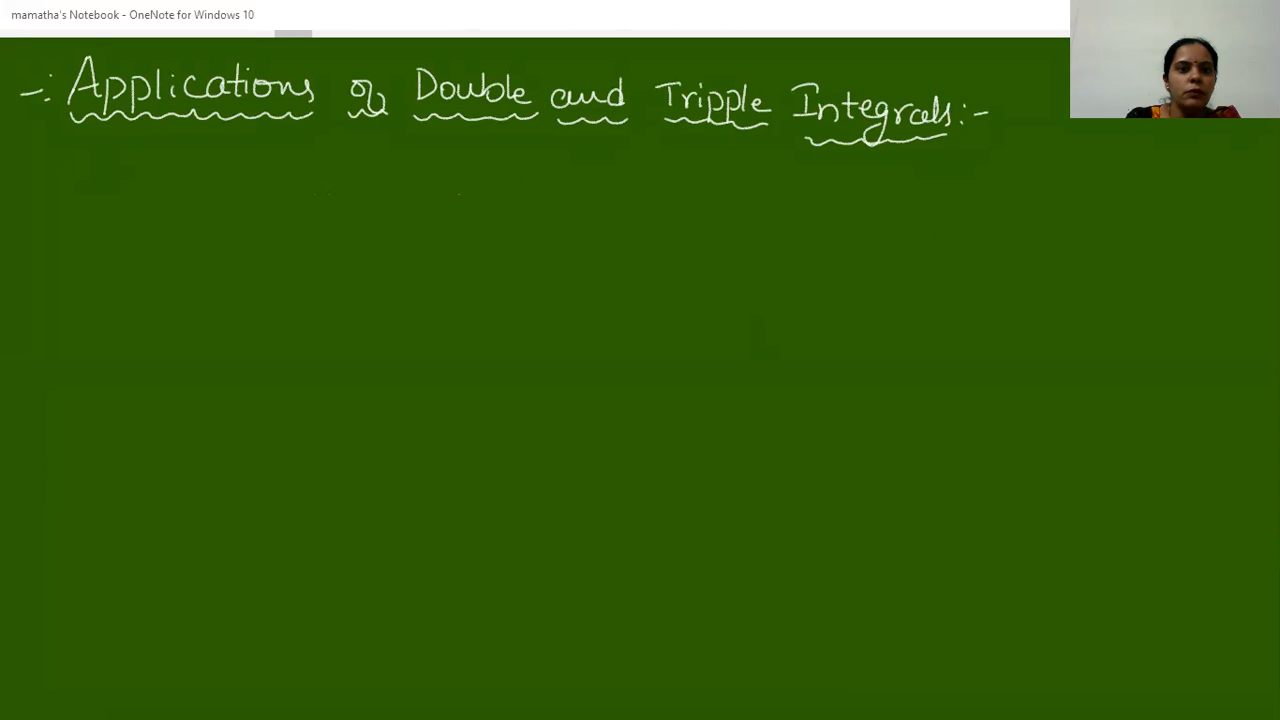 mamatha's Notebook - OneNote for Windows 10
-: Applications of Double and Tripple Integrals:-